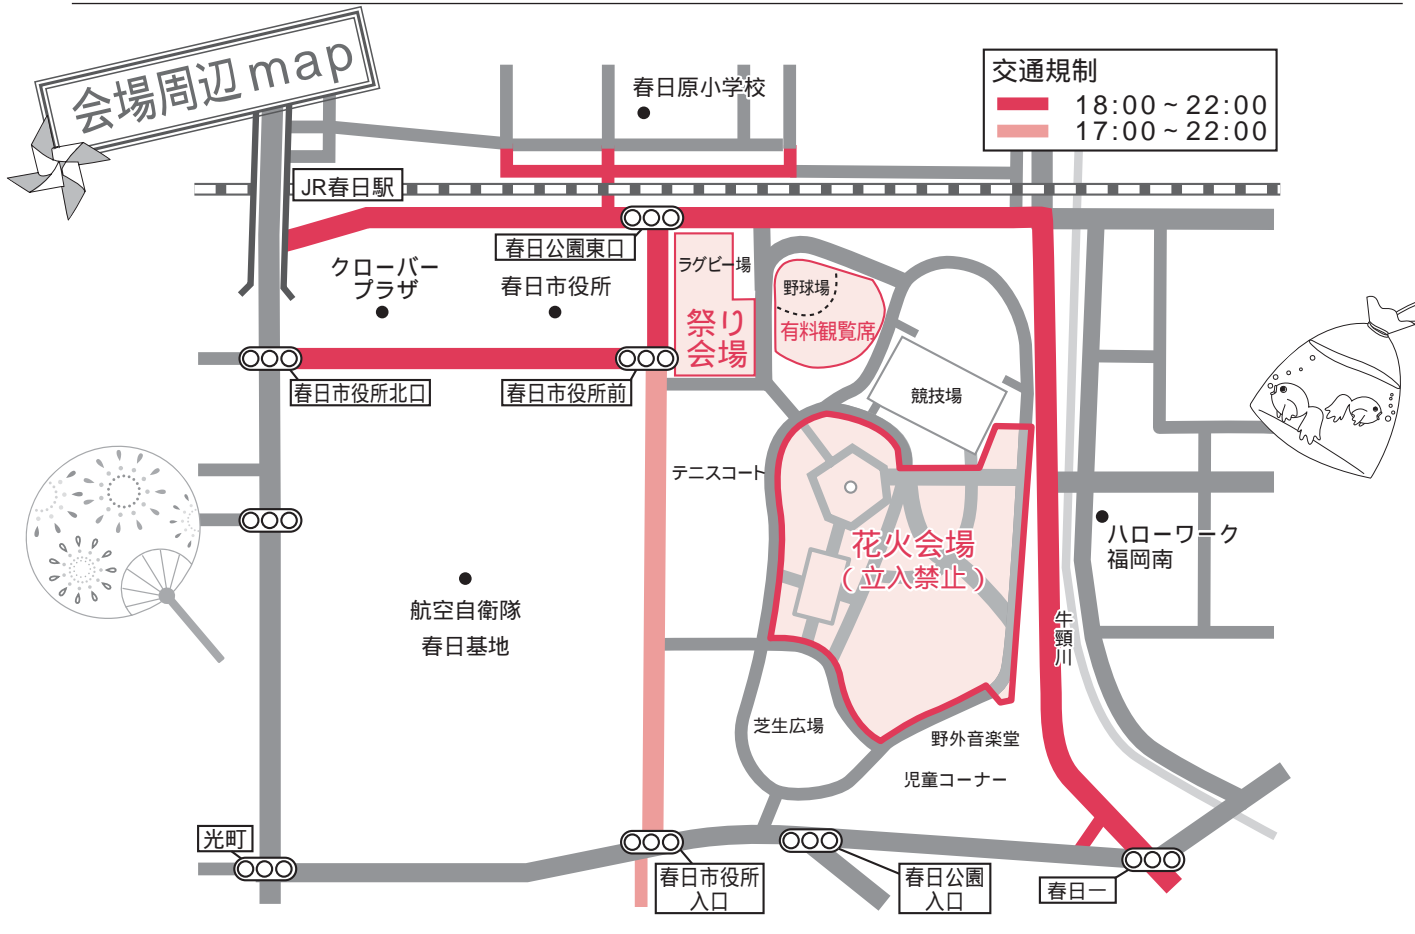 会場周辺map
交通規制
18:00～22:00
17:00～22:00
春日原小学校
JR春日駅
春日公園東口
クローバー
プラザ
春日市役所
ラグビー場
祭り
会場
野球場
有料観覧席
競技場
春日市役所北口
春日市役所前
テニスコート
花火会場
(立入禁止)
ハローワーク
福岡南
航空自衛隊
春日基地
牛頸川
芝生広場
野外音楽堂
児童コーナー
光町
春日市役所
入口
春日公園
入口
春日一